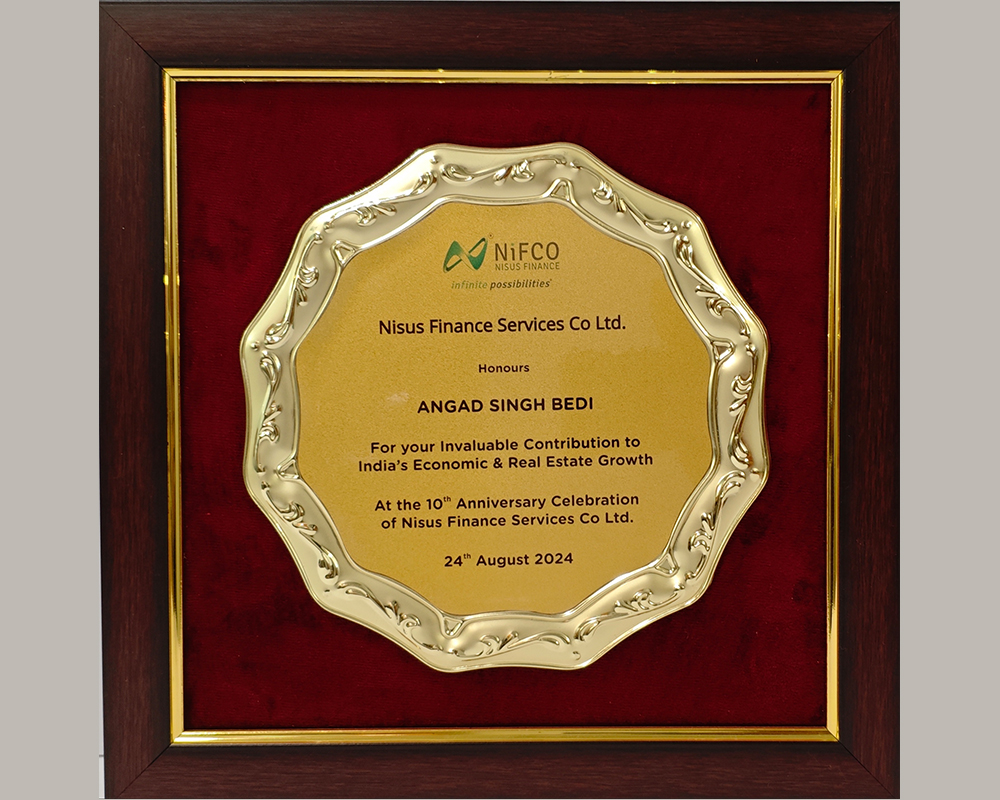 NiFCO
NISUS FINANCE
infinite possibilities
Nisus Finance Services Co Ltd.
Honours
ANGAD SINGH BEDI
For your Invaluable Contribution to
India's Economic & Real Estate Growth
At the 10th Anniversary Celebration
of Nisus Finance Services Co Ltd.
24th August 2024